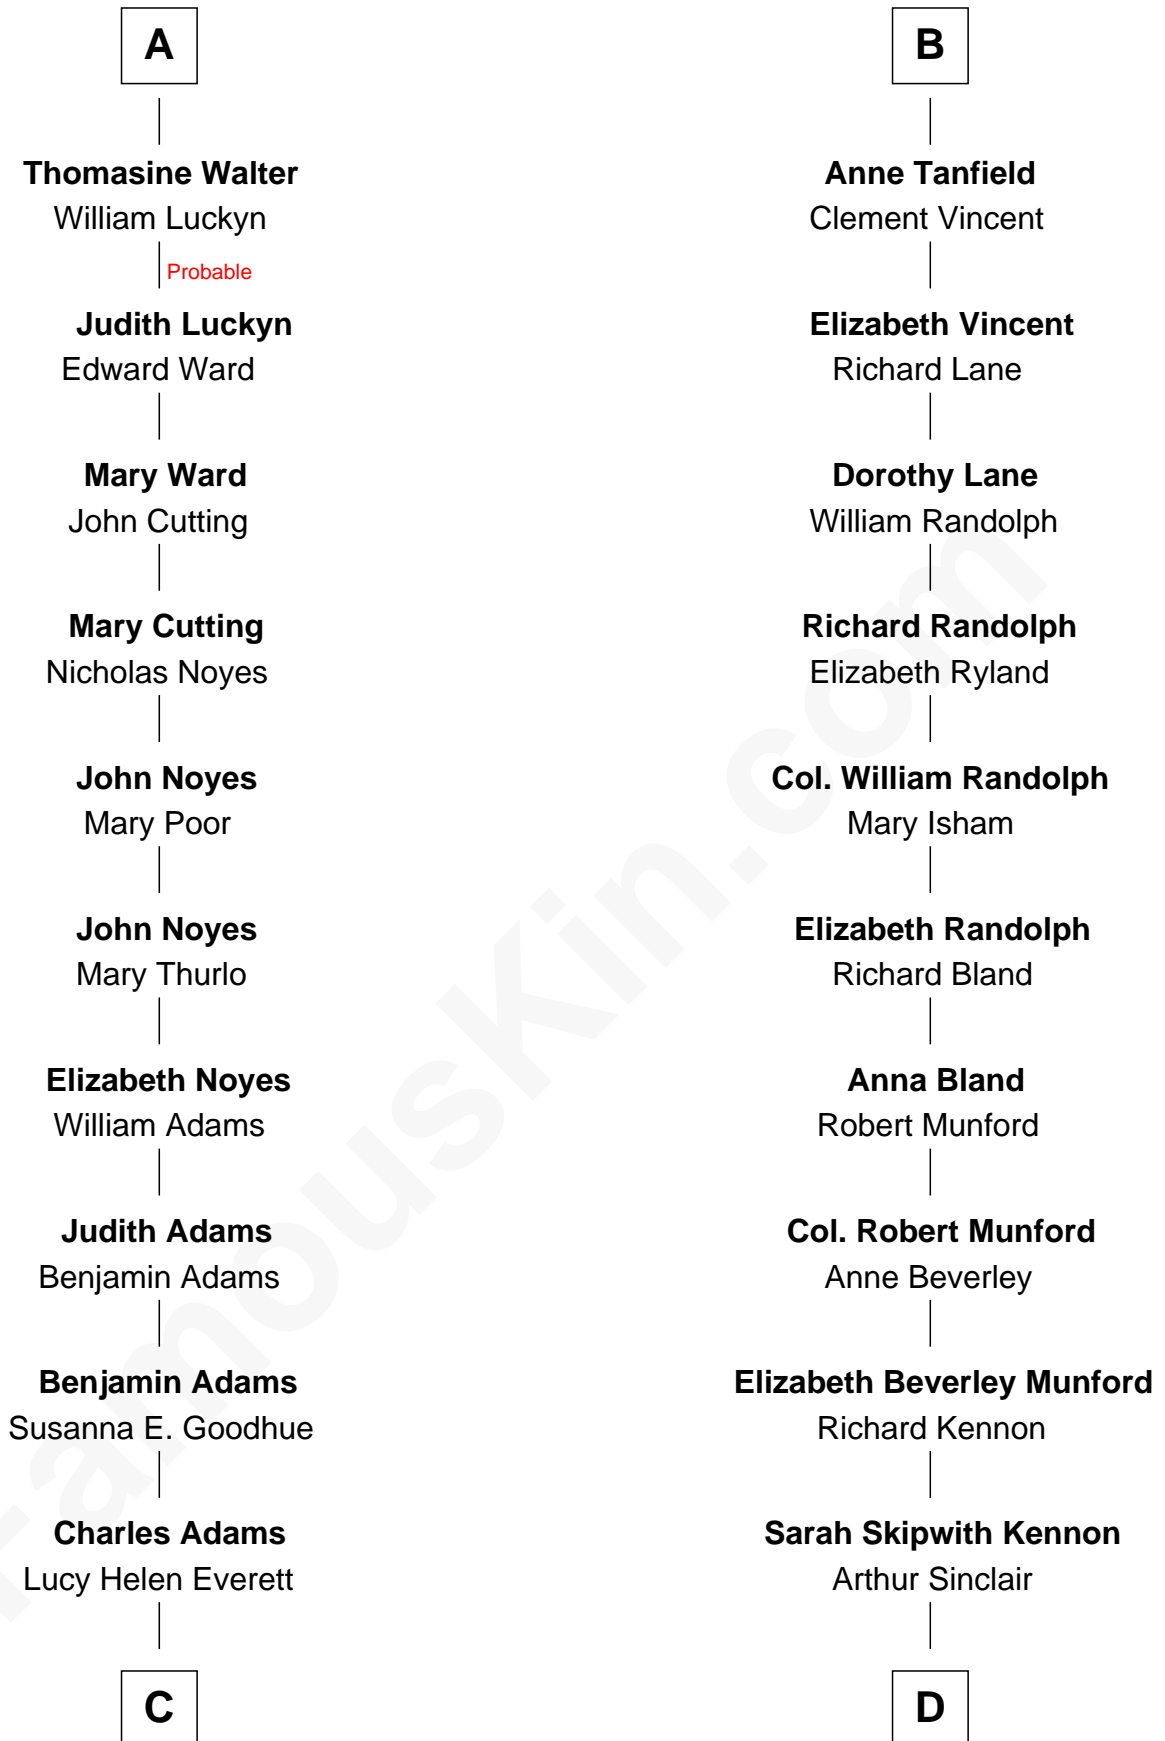 A
Thomasine Walter
William Luckyn
Probable
Judith Luckyn
Edward Ward
Mary Ward
John Cutting
Mary Cutting
Nicholas Noyes
John Noyes
Mary Poor
John Noyes
Mary Thurlo
Elizabeth Noyes
William Adams
Judith Adams
Benjamin Adams
Benjamin Adams
Susanna E. Goodhue
Charles Adams
Lucy Helen Everett
C
B
Anne Tanfield
Clement Vincent
Elizabeth Vincent
Richard Lane
Dorothy Lane
William Randolph
Richard Randolph
Elizabeth Ryland
Col. William Randolph
Mary Isham
Elizabeth Randolph
Richard Bland
Anna Bland
Robert Munford
Col. Robert Munford
Anne Beverley
Elizabeth Beverley Munford
Richard Kennon
Sarah Skipwith Kennon
Arthur Sinclair
D
FamousKin.com